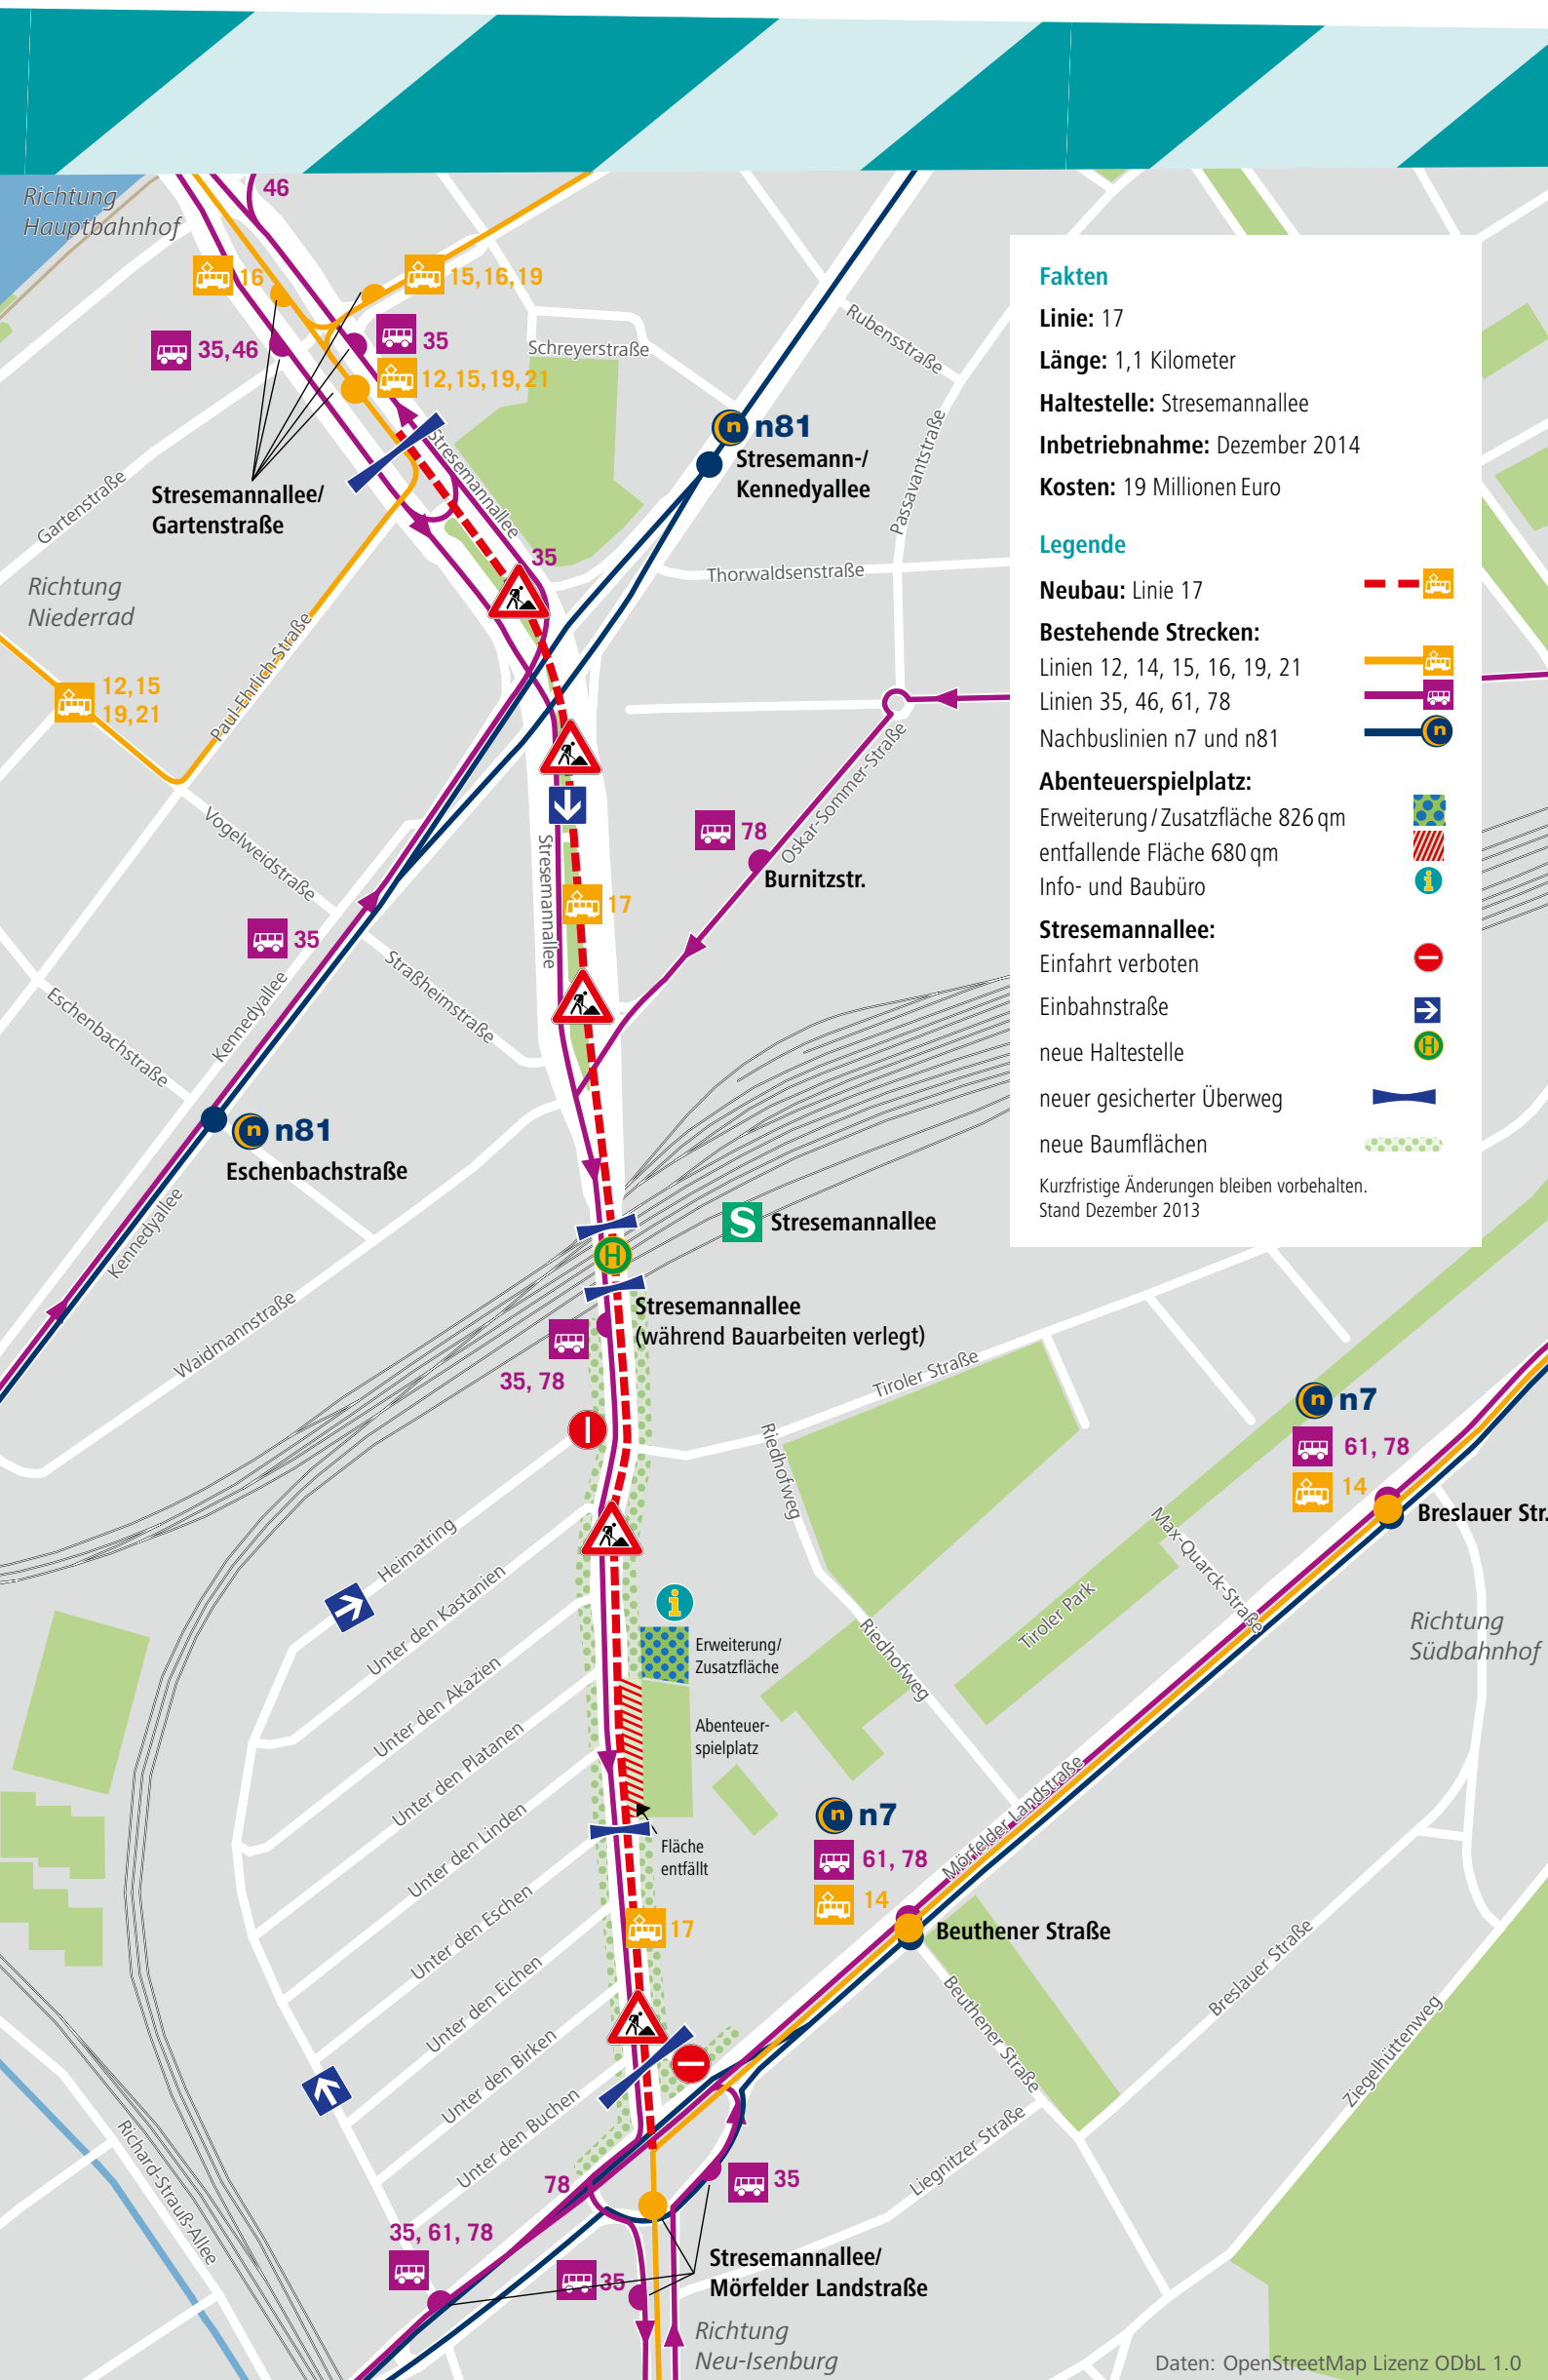 Richtung
Hauptbahnhof
46
16
15,16,19
35,46
35
12,15,19,21
Schreyerstraße
Rubensstraße
Passavantstraße
n81
Stresemann-/
Kennedyallee
Stresemannallee
Gartenstraße
Stresemannallee/
Gartenstraße
35
Thorwaldsenstraße
Richtung
Niederrad
12,15
19,21
Paul-Ehrlich-Straße
Vogelweidstraße
Stresemannallee
78
Oskar-Sommer-Straße
Burnitzstr.
17
35
Straßheimstraße
Kennedyallee
Eschenbachstraße
n81
Eschenbachstraße
Kennedyallee
Waidmannstraße
Fakten
Linie: 17
Länge: 1,1 Kilometer
Haltestelle: Stresemannallee
Inbetriebnahme: Dezember 2014
Kosten: 19 Millionen Euro
Legende
Neubau: Linie 17
Bestehende Strecken:
Linien 12, 14, 15, 16, 19, 21
Linien 35, 46, 61, 78
Nachbuslinien n7 und n81
n
Abenteuerspielplatz:
Erweiterung/Zusatzfläche 826 qm
entfallende Fläche 680 qm
Info- und Baubüro
i
Stresemannallee:
Einfahrt verboten
Einbahnstraße
neue Haltestelle
H
neuer gesicherter Überweg
neue Baumflächen
Kurzfristige Änderungen bleiben vorbehalten.
Stand Dezember 2013
S Stresemannallee
H
Stresemannallee
(während Bauarbeiten verlegt)
35, 78
Tiroler Straße
Riedhofweg
n7
61, 78
14
Breslauer Str.
Max-Quarck-Straße
Heimatring
Unter den Kastanien
Unter den Akazien
Unter den Platanen
Unter den Linden
Unter den Eschen
Unter den Eichen
Unter den Birken
Unter den Buchen
i
Erweiterung/
Zusatzfläche
Abenteuer-
spielplatz
Fläche
entfällt
Riedhofweg
Tiroler Park
Richtung
Südbahnhof
n7
61, 78
14
Mörfelder Landstraße
Beuthener Straße
17
Beuthener Straße
Breslauer Straße
Ziegelhüttenweg
Liegnitzer Straße
Richard-Strauß-Allee
78
35
35, 61, 78
35
Stresemannallee/
Mörfelder Landstraße
Richtung
Neu-Isenburg
Daten: OpenStreetMap Lizenz ODbL 1.0